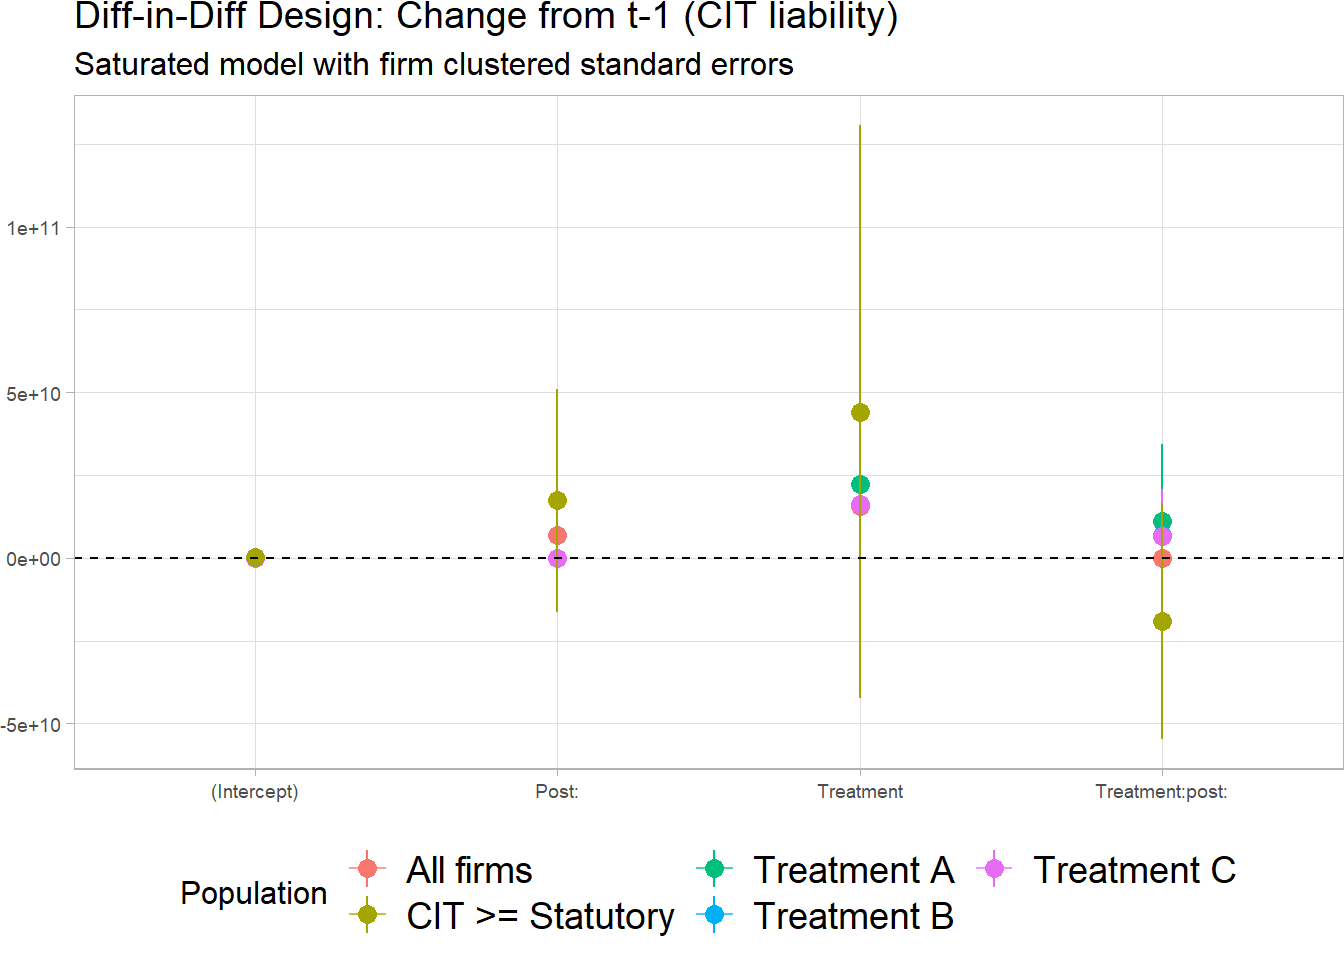 Diff-in-Diff Design: Change from t-1 (CIT liability)
Saturated model with firm clustered standard errors
1e+11
5e+10
0e+00
-5e+10
(Intercept)
Post:
Treatment
Treatment:post:
Population
All firms
CIT >= Statutory
Treatment A
Treatment B
Treatment C